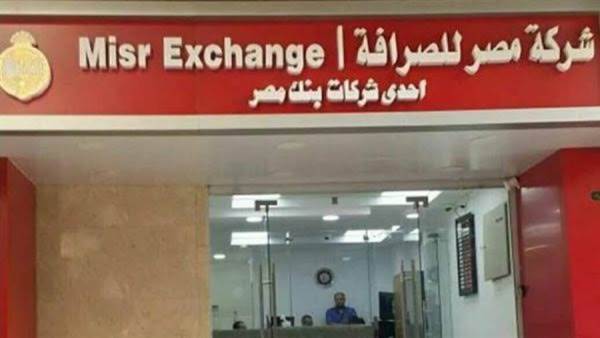 شركة مصر للصرافة | Misr Exchange
احدى شركات بنك مصر